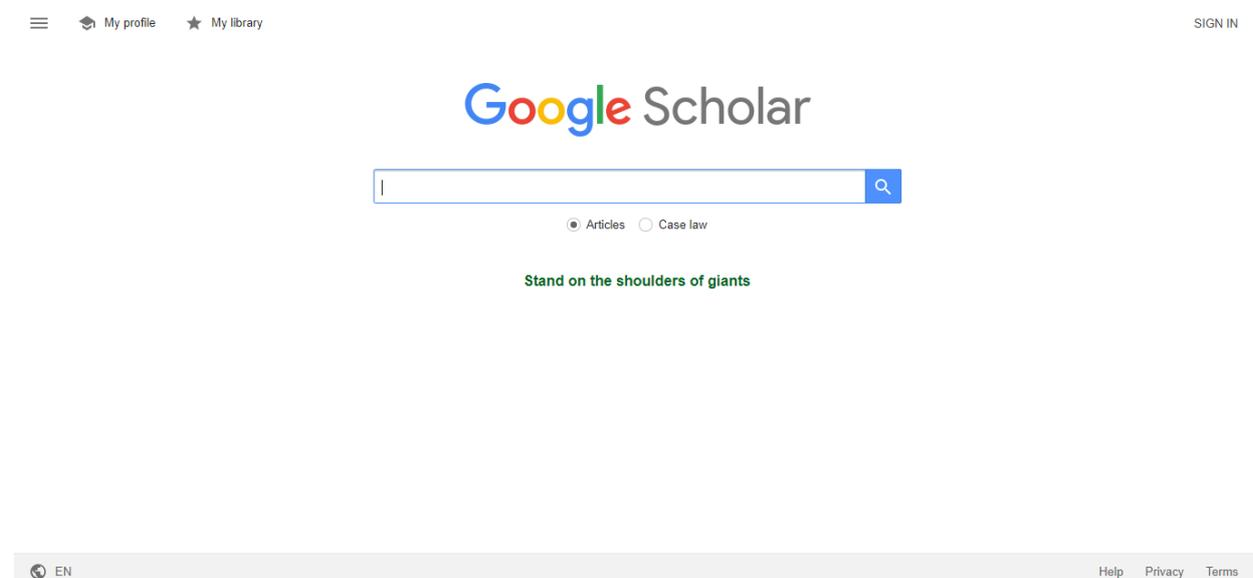 My profile My library SIGN IN
Google Scholar
Articles Case law
Stand on the shoulders of giants
EN Help Privacy Terms